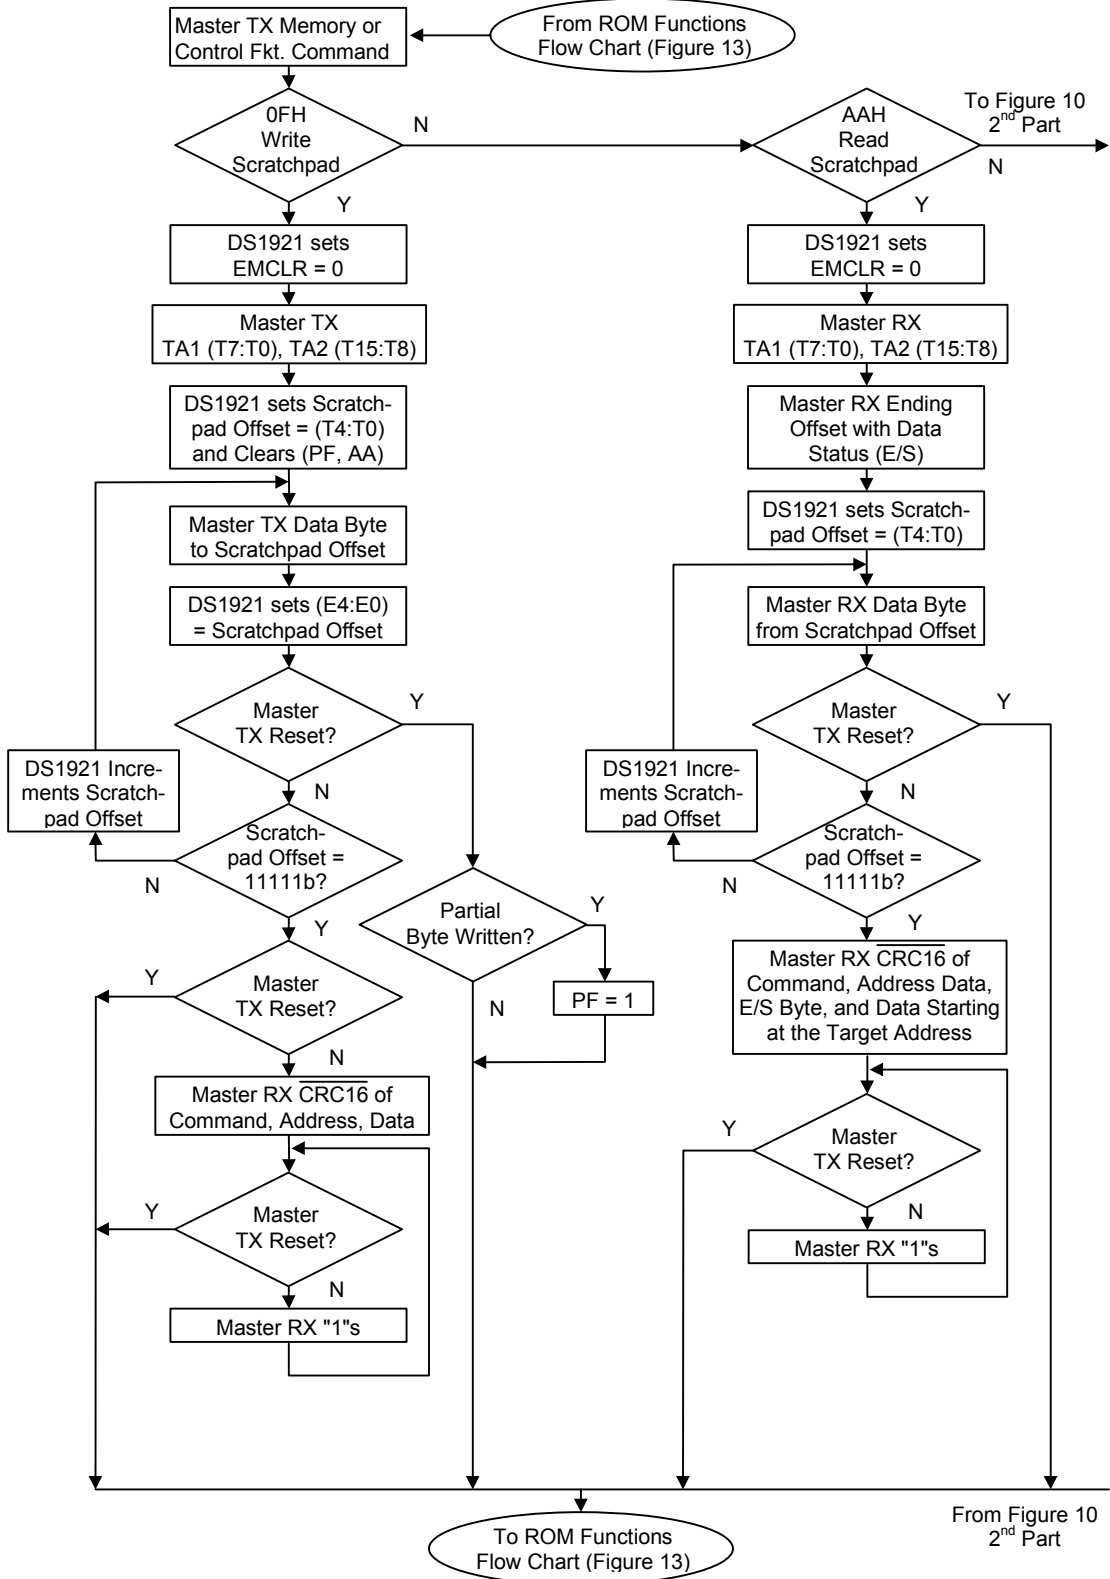 Master TX Memory or
Control Fkt. Command
From ROM Functions
Flow Chart (Figure 13)
0FH
Write
Scratchpad
N
Y
AAH
Read
Scratchpad
To Figure 10
2nd Part
N
Y
DS1921 sets
EMCLR = 0
Master TX
TA1 (T7:T0), TA2 (T15:T8)
DS1921 sets Scratch-
pad Offset = (T4:T0)
and Clears (PF, AA)
Master TX Data Byte
to Scratchpad Offset
DS1921 sets (E4:E0)
= Scratchpad Offset
Master
TX Reset?
Y
N
DS1921 Incre-
ments Scratch-
pad Offset
Scratch-
pad Offset =
11111b?
N
Y
Partial
Byte Written?
Y
N
PF = 1
Master
TX Reset?
Y
N
Master RX CRC16 of
Command, Address, Data
Master
TX Reset?
Y
N
Master RX "1"s
DS1921 sets
EMCLR = 0
Master RX
TA1 (T7:T0), TA2 (T15:T8)
Master RX Ending
Offset with Data
Status (E/S)
DS1921 sets Scratch-
pad Offset = (T4:T0)
Master RX Data Byte
from Scratchpad Offset
Master
TX Reset?
Y
N
DS1921 Incre-
ments Scratch-
pad Offset
Scratch-
pad Offset =
11111b?
N
Y
Master RX CRC16 of
Command, Address Data,
E/S Byte, and Data Starting
at the Target Address
Master
TX Reset?
Y
N
Master RX "1"s
From Figure 10
2nd Part
To ROM Functions
Flow Chart (Figure 13)